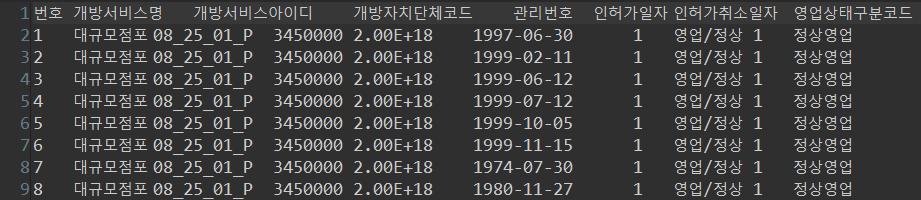 1 번호 개방서비스명 개방서비스아이디 개방자치단체코드 관리번호 인허가일자 인허가취소일자 영업상태구분코드
2 1 대규모점포 08_25_01_P 3450000 2.00E+18 1997-06-30 1 영업/정상 1 정상영업
3 2 대규모점포 08_25_01_P 3450000 2.00E+18 1999-02-11 1 영업/정상 1 정상영업
4 3 대규모점포 08_25_01_P 3450000 2.00E+18 1999-06-12 1 영업/정상 1 정상영업
5 4 대규모점포 08_25_01_P 3450000 2.00E+18 1999-07-12 1 영업/정상 1 정상영업
6 5 대규모점포 08_25_01_P 3450000 2.00E+18 1999-10-05 1 영업/정상 1 정상영업
7 6 대규모점포 08_25_01_P 3450000 2.00E+18 1999-11-15 1 영업/정상 1 정상영업
8 7 대규모점포 08_25_01_P 3450000 2.00E+18 1974-07-30 1 영업/정상 1 정상영업
9 8 대규모점포 08_25_01_P 3450000 2.00E+18 1980-11-27 1 영업/정상 1 정상영업